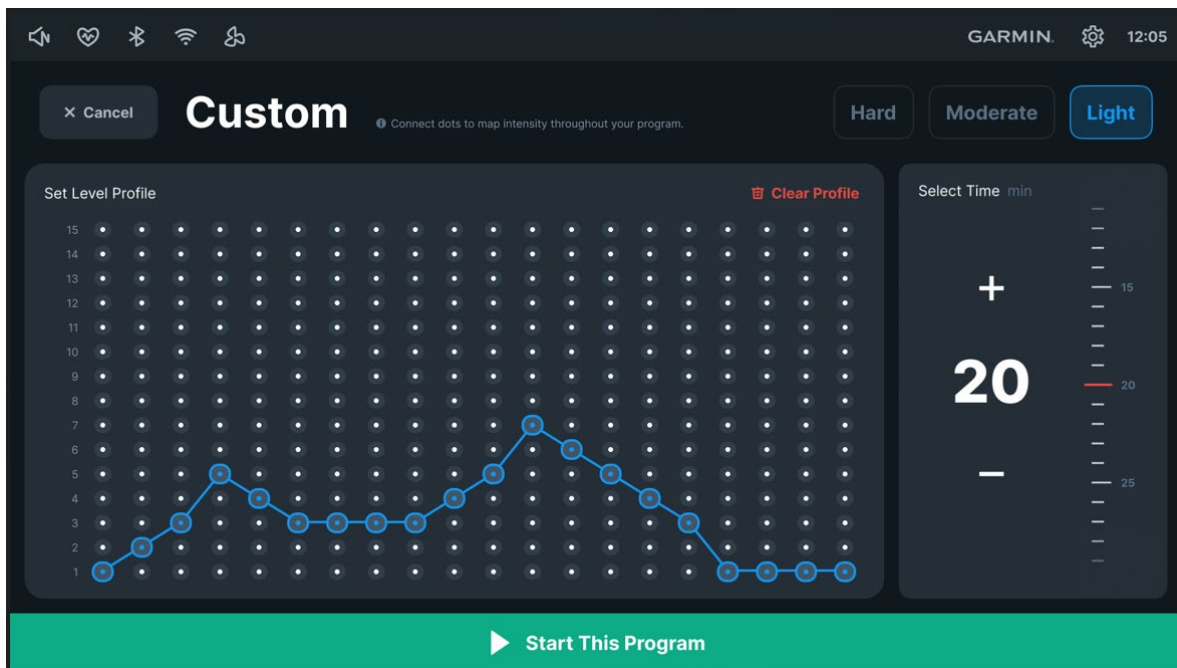 GARMIN.
12:05
× Cancel
Custom
Connect dots to map intensity throughout your program.
Hard
Moderate
Light
Set Level Profile
Clear Profile
15
14
13
12
11
10
9
8
7
6
5
4
3
2
1
Select Time min
+
20
−
15
20
25
Start This Program